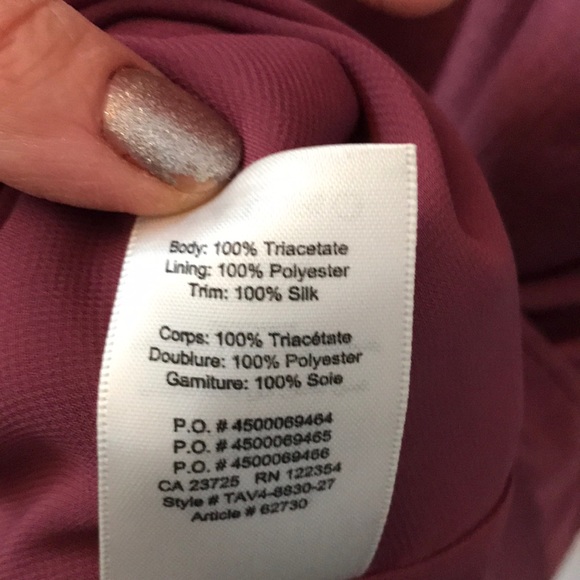 Body: 100% Triacetate
Lining: 100% Polyester
Trim: 100% Silk
Corps: 100% Triacétate
Doublure: 100% Polyester
Garniture: 100% Soie
P.O. # 4500069464
P.O. # 4500069465
P.O. # 4500069466
CA 23725 RN 122354
Style # TAV4-8830-27
Article # 62730